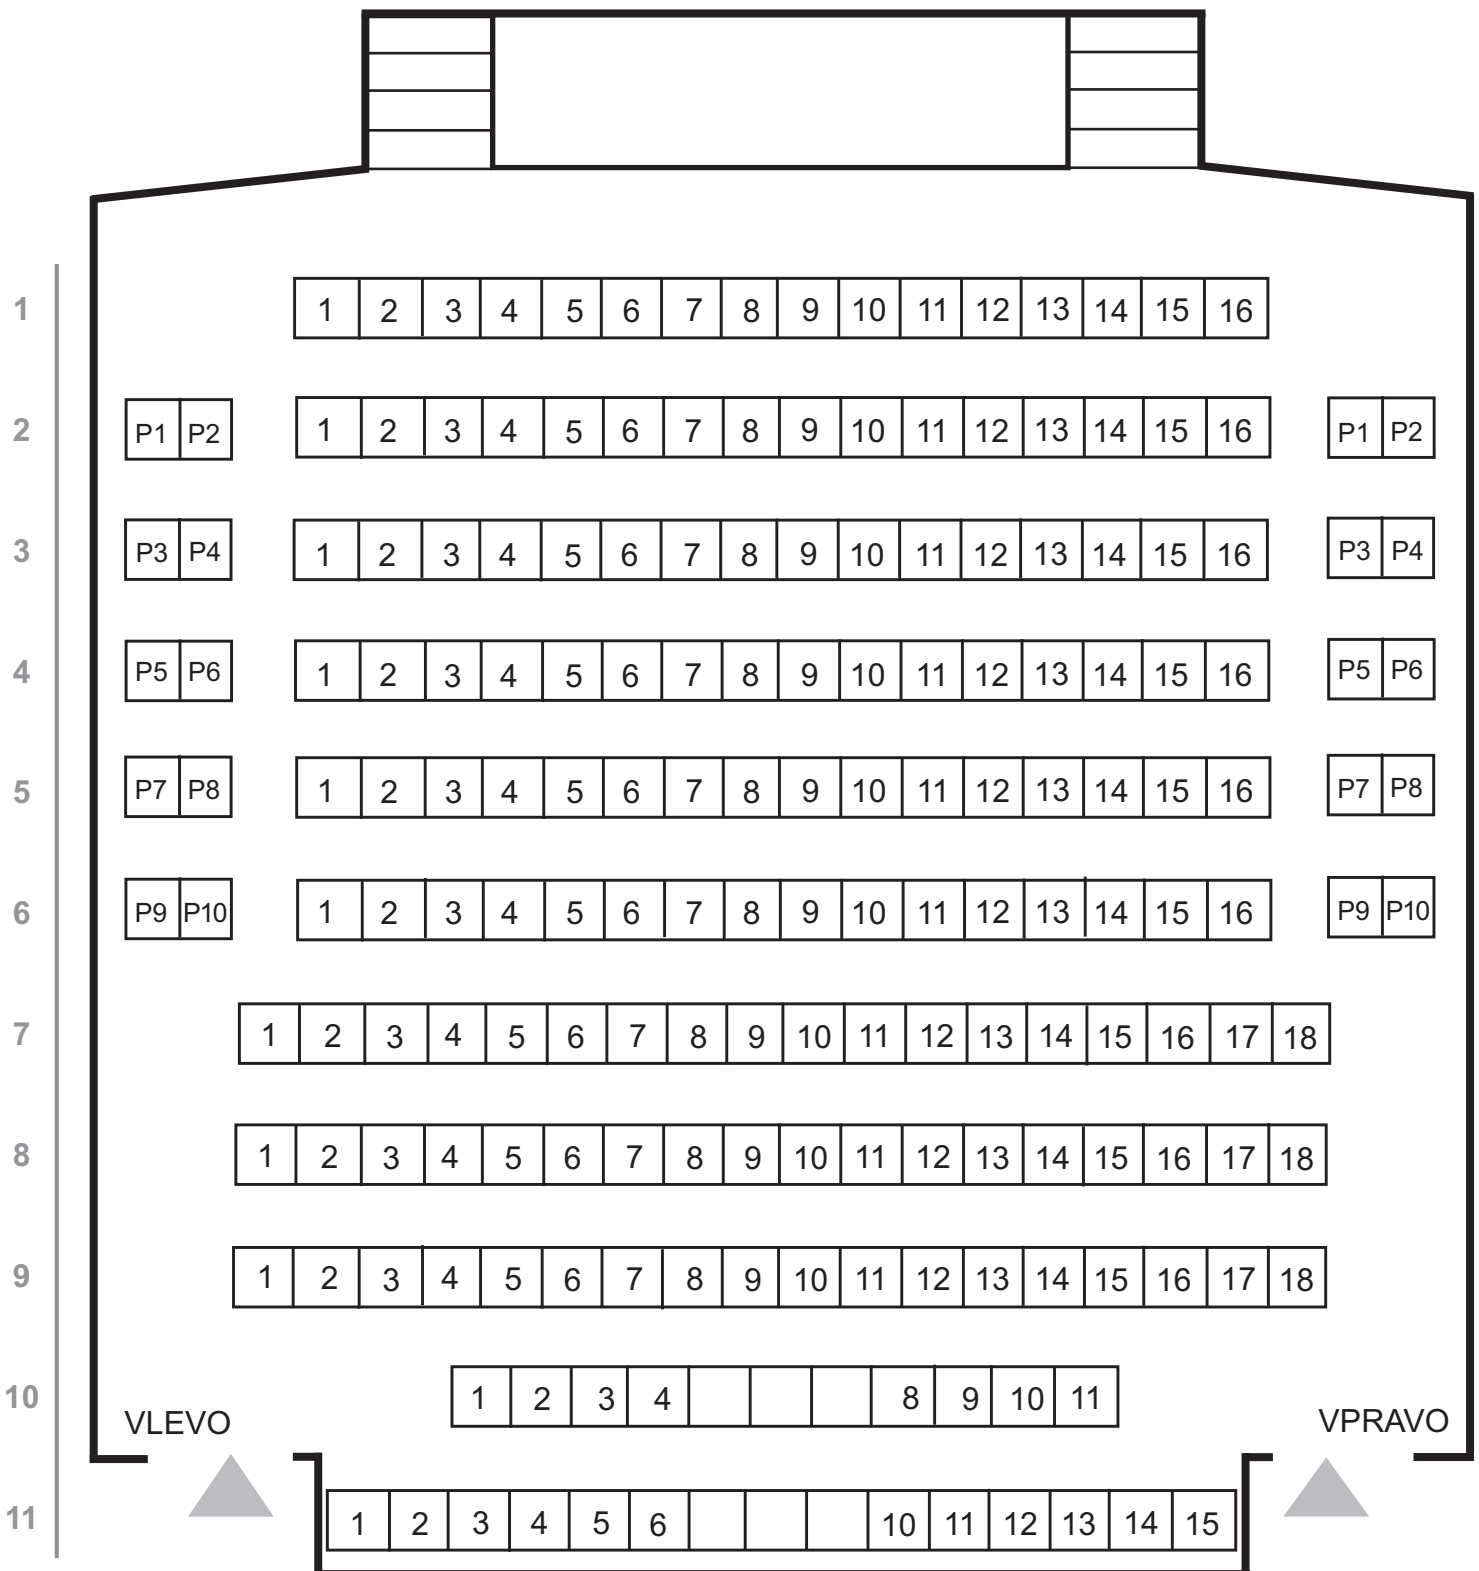 1 1 2 3 4 5 6 7 8 9 10 11 12 13 14 15 16
2 P1 P2 1 2 3 4 5 6 7 8 9 10 11 12 13 14 15 16 P1 P2
3 P3 P4 1 2 3 4 5 6 7 8 9 10 11 12 13 14 15 16 P3 P4
4 P5 P6 1 2 3 4 5 6 7 8 9 10 11 12 13 14 15 16 P5 P6
5 P7 P8 1 2 3 4 5 6 7 8 9 10 11 12 13 14 15 16 P7 P8
6 P9 P10 1 2 3 4 5 6 7 8 9 10 11 12 13 14 15 16 P9 P10
7 1 2 3 4 5 6 7 8 9 10 11 12 13 14 15 16 17 18
8 1 2 3 4 5 6 7 8 9 10 11 12 13 14 15 16 17 18
9 1 2 3 4 5 6 7 8 9 10 11 12 13 14 15 16 17 18
10 1 2 3 4 8 9 10 11
VLEVO VPRAVO
11 1 2 3 4 5 6 10 11 12 13 14 15